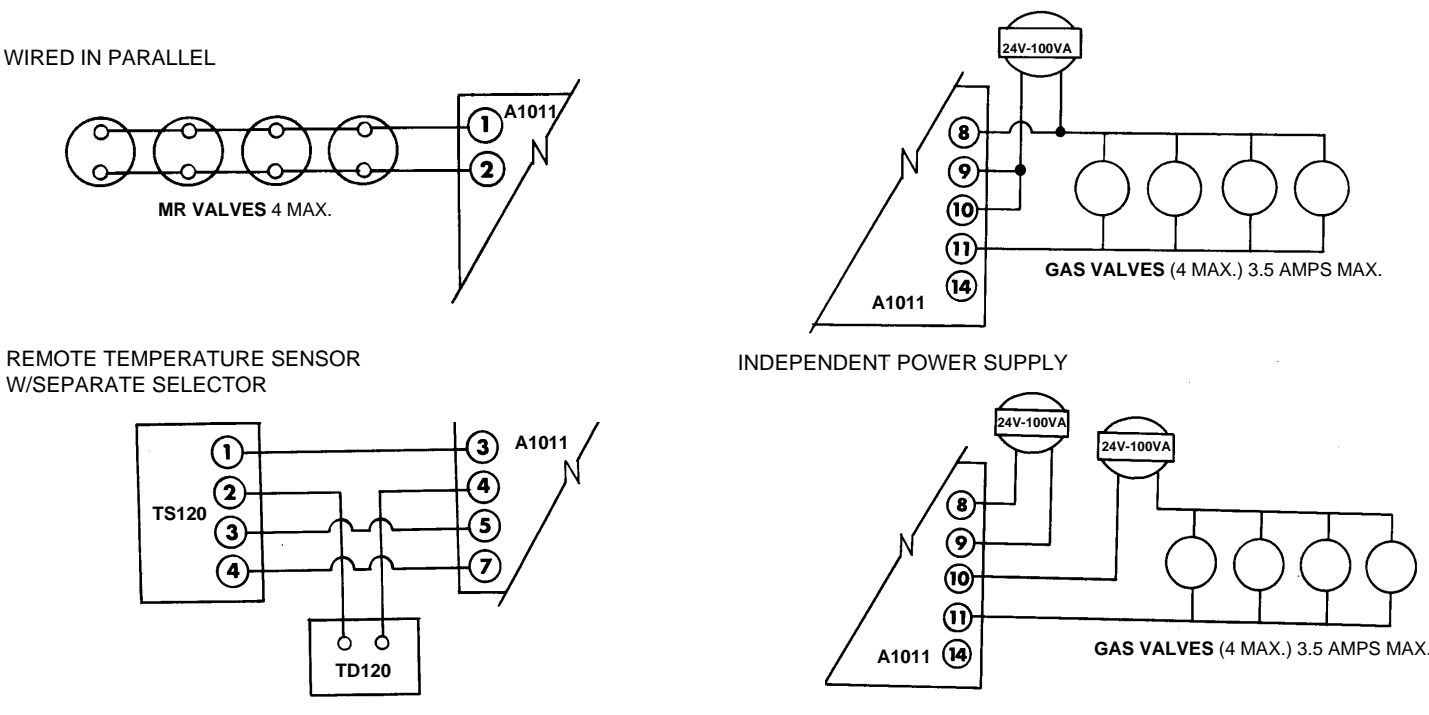 WIRED IN PARALLEL
A1011
1
2
MR VALVES 4 MAX.
24V-100VA
8
9
10
11
14
A1011
GAS VALVES (4 MAX.) 3.5 AMPS MAX.
REMOTE TEMPERATURE SENSOR
W/SEPARATE SELECTOR
TS120
1
2
3
4
A1011
3
4
5
7
TD120
INDEPENDENT POWER SUPPLY
24V-100VA
24V-100VA
8
9
10
11
14
A1011
GAS VALVES (4 MAX.) 3.5 AMPS MAX.